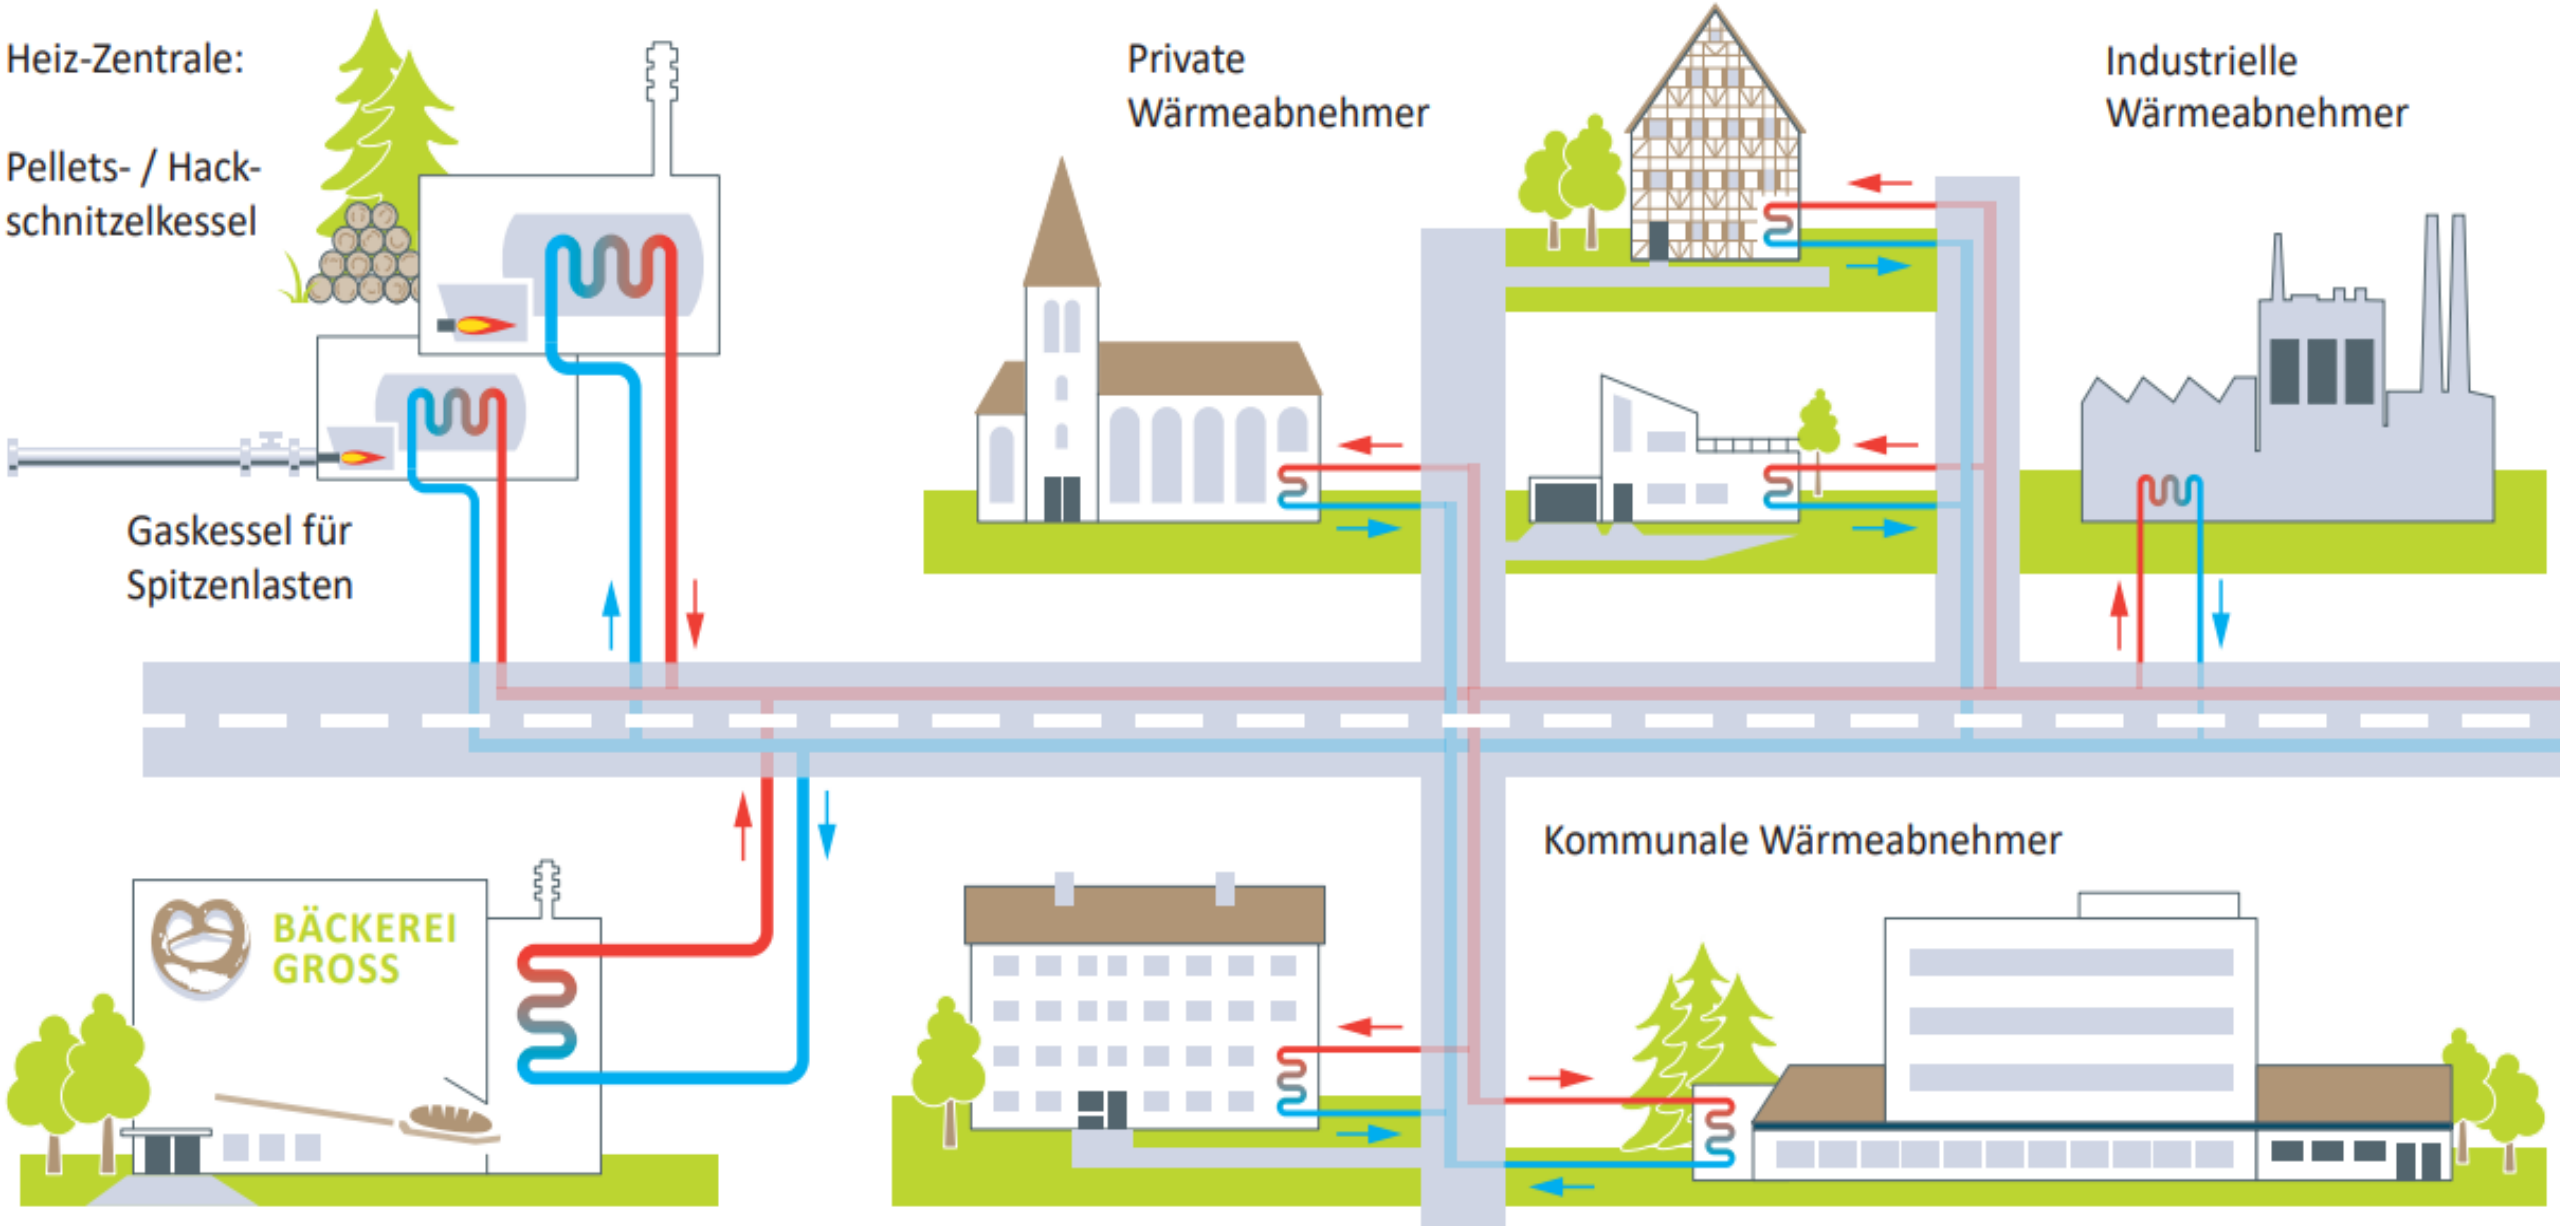 Heiz-Zentrale:
Pellets- / Hack-
schnitzelkessel
Gaskessel für
Spitzenlasten
Private
Wärmeabnehmer
Industrielle
Wärmeabnehmer
Kommunale Wärmeabnehmer
BÄCKEREI
GROSS